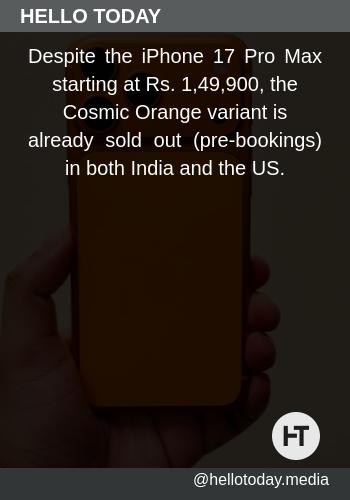 HELLO TODAY
Despite the iPhone 17 Pro Max
starting at Rs. 1,49,900, the
Cosmic Orange variant is
already sold out (pre-bookings)
in both India and the US.
HT
@hellotoday.media